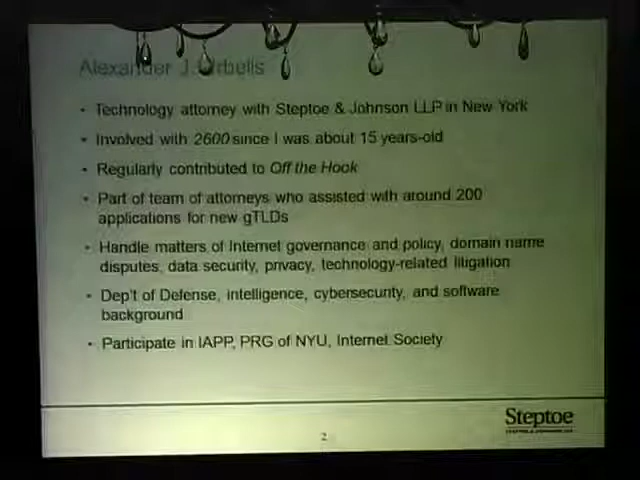 Alexander J. Urbelis
• Technology attorney with Steptoe & Johnson LLP in New York
• Involved with 2600 since I was about 15 years-old
• Regularly contributed to Off the Hook
• Part of team of attorneys who assisted with around 200
applications for new gTLDs
• Handle matters of Internet governance and policy, domain name
disputes, data security, privacy, technology-related litigation
• Dep't of Defense, intelligence, cybersecurity, and software
background
• Participate in IAPP, PRG of NYU, Internet Society
Steptoe
2